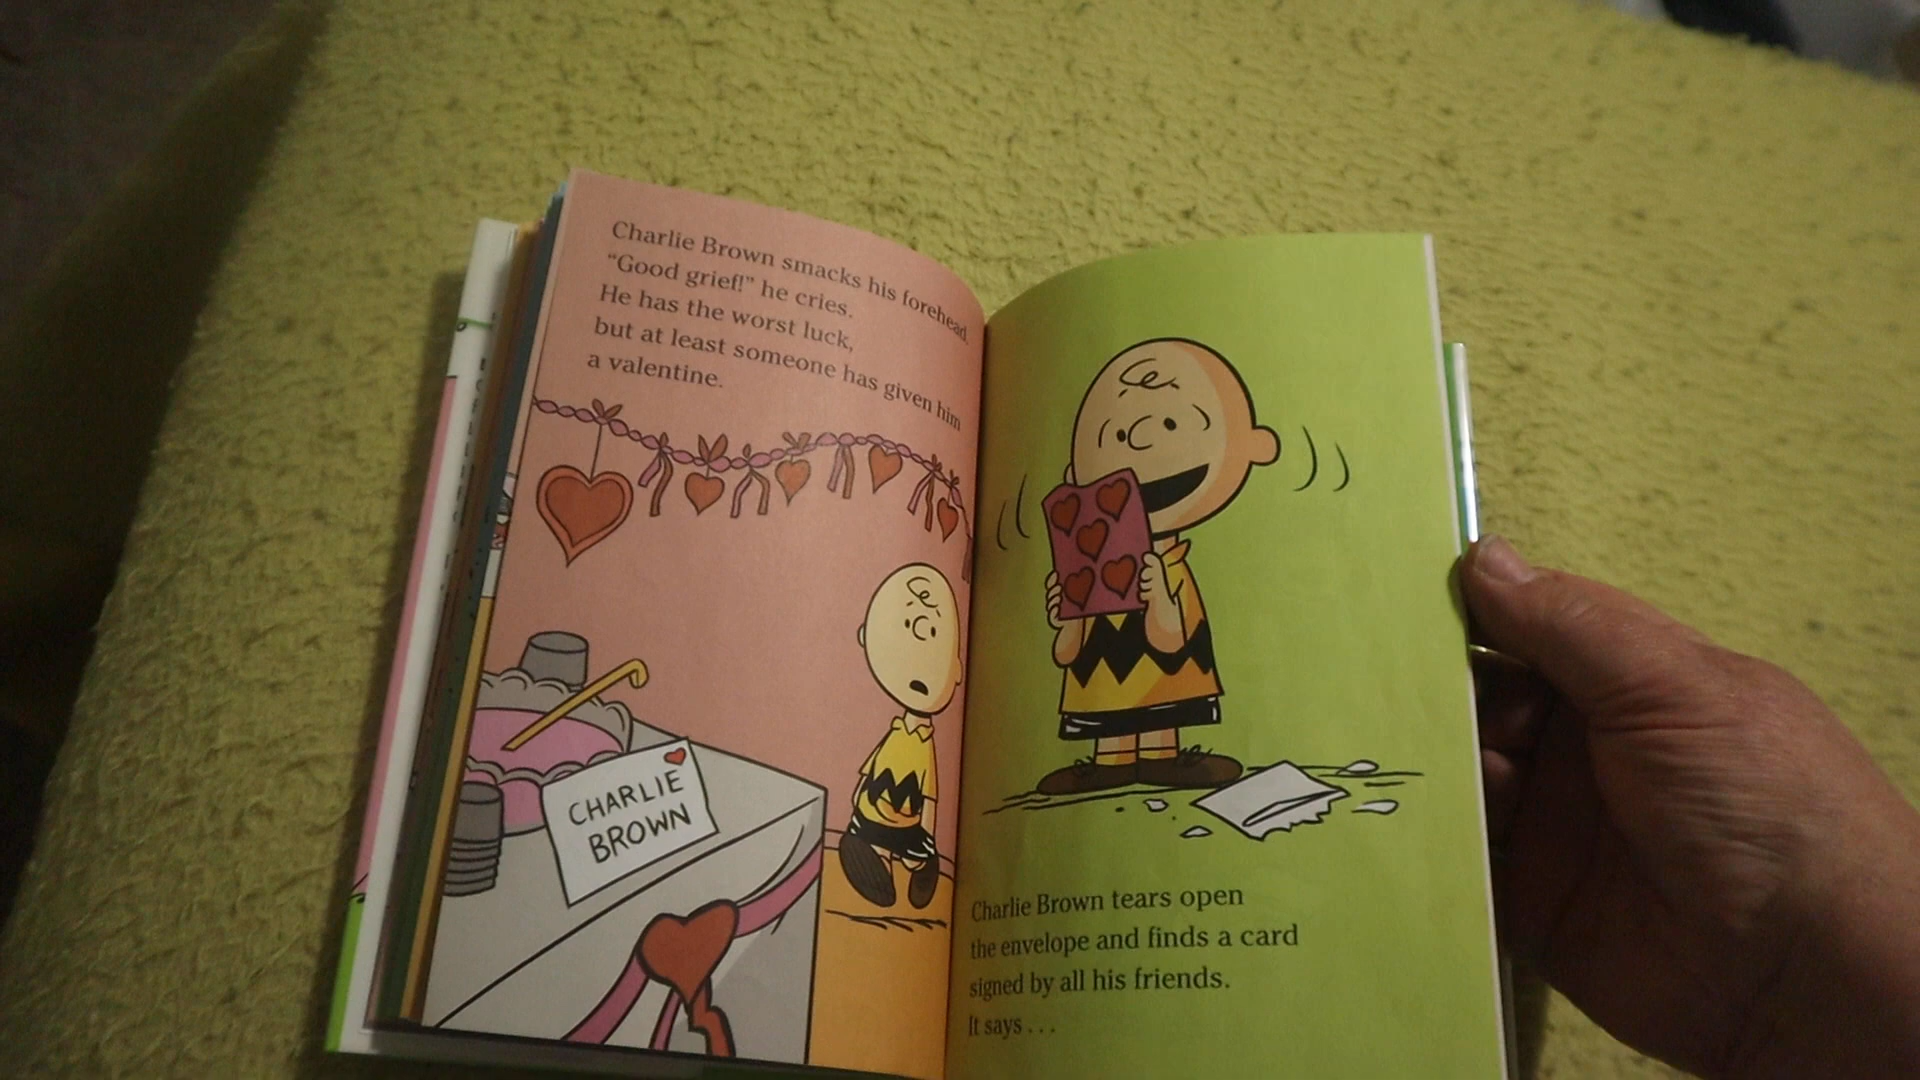 Charlie Brown smacks his forehead.
“Good grief!” he cries.
He has the worst luck,
but at least someone has given him
a valentine.
CHARLIE
BROWN
Charlie Brown tears open
the envelope and finds a card
signed by all his friends.
It says . . .